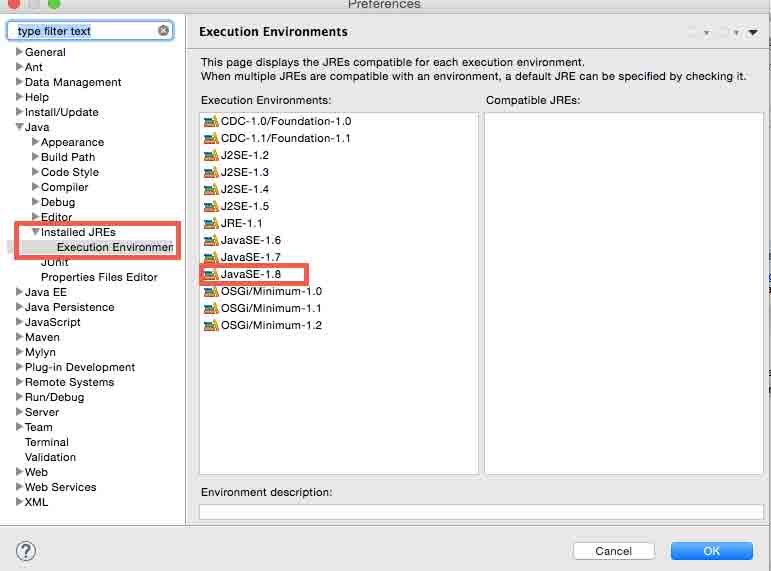 Preferences
type filter text
General
Ant
Data Management
Help
Install/Update
Java
Appearance
Build Path
Code Style
Compiler
Debug
Editor
Installed JREs
Execution Environmen
JUnit
Properties Files Editor
Java EE
Java Persistence
JavaScript
Maven
Mylyn
Plug-in Development
Remote Systems
Run/Debug
Server
Team
Terminal
Validation
Web
Web Services
XML
Execution Environments
This page displays the JREs compatible for each execution environment.
When multiple JREs are compatible with an environment, a default JRE can be specified by checking it.
Execution Environments:
CDC-1.0/Foundation-1.0
CDC-1.1/Foundation-1.1
J2SE-1.2
J2SE-1.3
J2SE-1.4
J2SE-1.5
JRE-1.1
JavaSE-1.6
JavaSE-1.7
JavaSE-1.8
OSGi/Minimum-1.0
OSGi/Minimum-1.1
OSGi/Minimum-1.2
Compatible JREs:
Environment description:
?
Cancel
OK